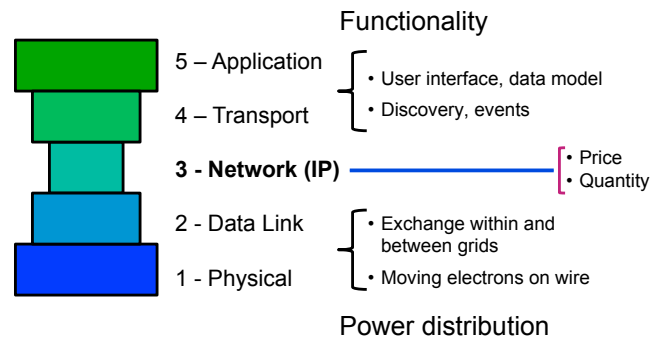 Functionality
5 – Application
• User interface, data model
4 – Transport
• Discovery, events
3 - Network (IP)
• Price
• Quantity
2 - Data Link
• Exchange within and
between grids
1 - Physical
• Moving electrons on wire
Power distribution